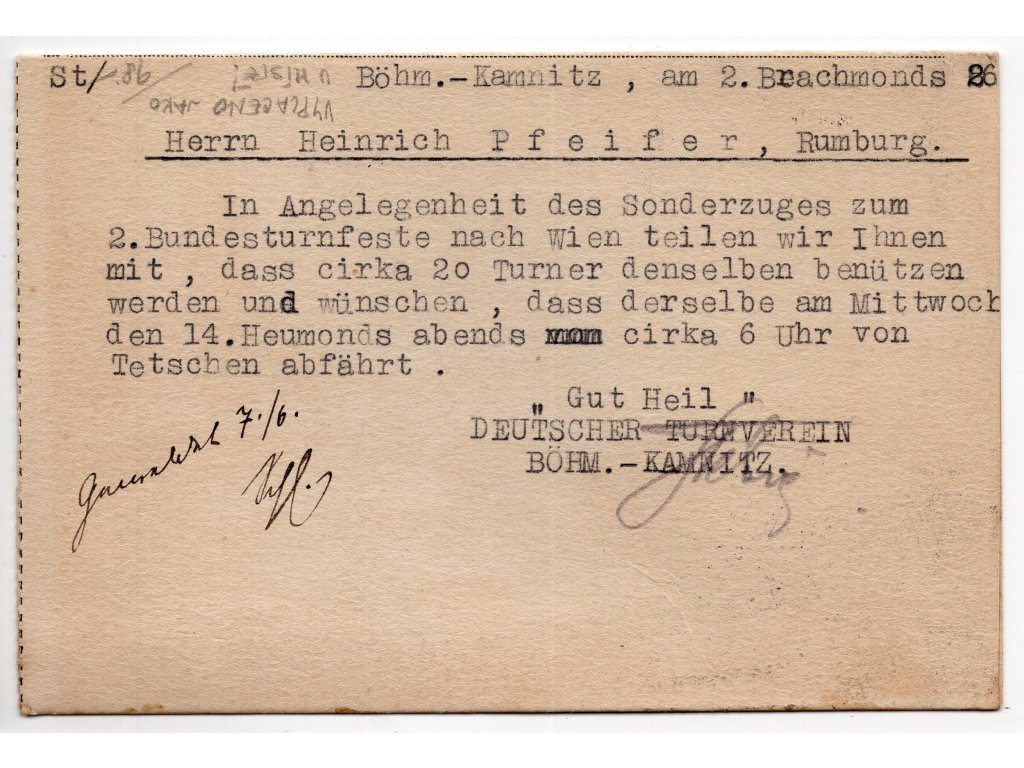 St/ Böhm.-Kamnitz , am 2.Brachmonds 26
VYPLACENO JAKO
98
Herrn Heinrich P f e i f e r , Rumburg.
In Angelegenheit des Sonderzuges zum
2.Bundesturnfeste nach Wien teilen wir Ihnen
mit , dass cirka 20 Turner denselben benützen
werden und wünschen , dass derselbe am Mittwoch
den 14.Heumonds abends cirka 6 Uhr von
Tetschen abfährt .
„ Gut Heil "
DEUTSCHER TURNVEREIN
BÖHM.-KAMNITZ.
7./6.